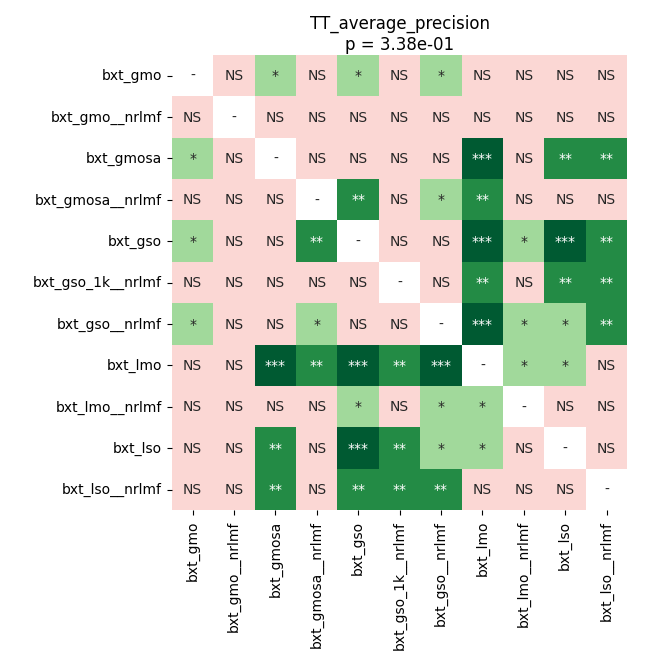 TT_average_precision
p = 3.38e-01
bxt_gmo - NS * NS * NS * NS NS NS NS
bxt_gmo__nrlmf NS - NS NS NS NS NS NS NS NS NS
bxt_gmosa * NS - NS NS NS NS *** NS ** **
bxt_gmosa__nrlmf NS NS NS - ** NS * ** NS NS NS
bxt_gso * NS NS ** - NS NS *** * *** **
bxt_gso_1k__nrlmf NS NS NS NS NS - NS ** NS ** **
bxt_gso__nrlmf * NS NS * NS NS - *** * * **
bxt_lmo NS NS *** ** *** ** *** - * * NS
bxt_lmo__nrlmf NS NS NS NS * NS * * - NS NS
bxt_lso NS NS ** NS *** ** * * NS - NS
bxt_lso__nrlmf NS NS ** NS ** ** ** NS NS NS -
bxt_gmo
bxt_gmo__nrlmf
bxt_gmosa
bxt_gmosa__nrlmf
bxt_gso
bxt_gso_1k__nrlmf
bxt_gso__nrlmf
bxt_lmo
bxt_lmo__nrlmf
bxt_lso
bxt_lso__nrlmf